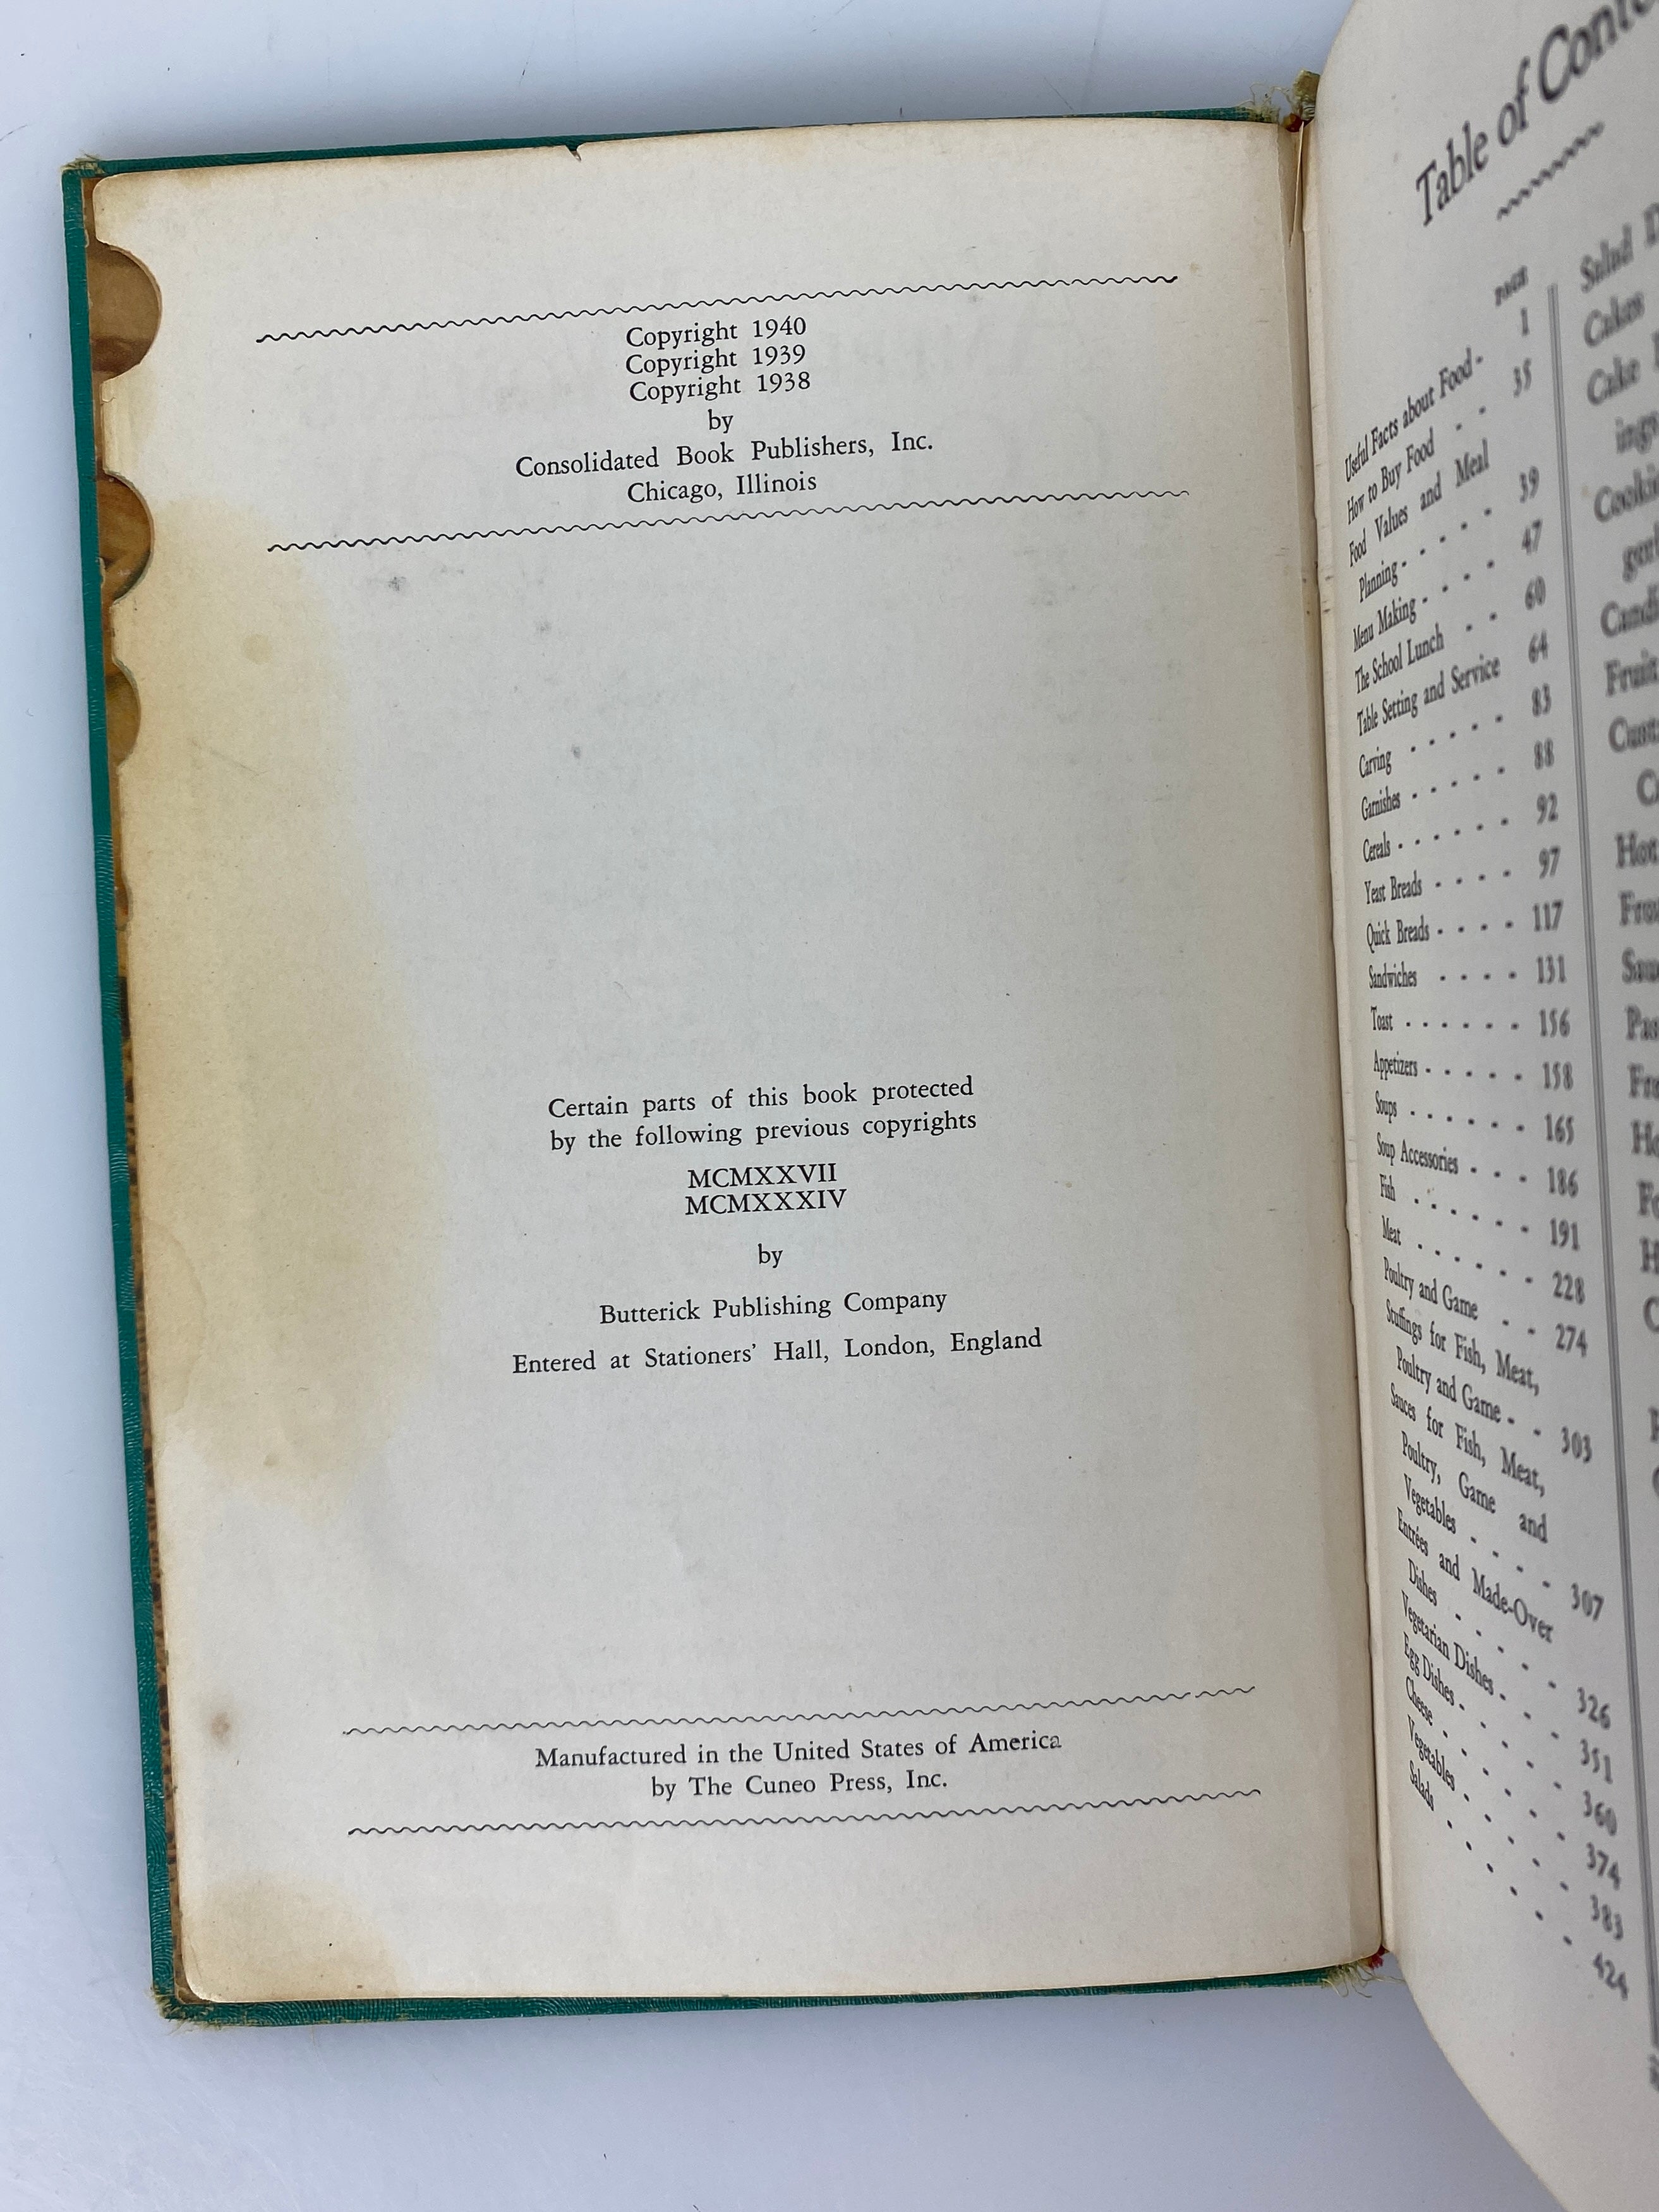 Copyright 1940
Copyright 1939
Copyright 1938
by
Consolidated Book Publishers, Inc.
Chicago, Illinois
Certain parts of this book protected
by the following previous copyrights
MCMXXVII
MCMXXXIV
by
Butterick Publishing Company
Entered at Stationers' Hall, London, England
Manufactured in the United States of America
by The Cuneo Press, Inc.
Table of
PAGE
Useful Facts about Food - 1
How to Buy Food - - 35
Food Values and Meal
Planning - - - - - 39
Menu Making - - - - 47
The School Lunch - - 60
Table Setting and Service 64
Carving - - - - - 83
Garnishes - - - - - 88
Cereals - - - - - - 92
Yeast Breads - - - - 97
Quick Breads - - - - 117
Sandwiches - - - - 131
Toast - - - - - - 156
Appetizers - - - - - 158
Soups - - - - - - 165
Soup Accessories - - - 186
Fish - - - - - - 191
Meat - - - - - - 228
Poultry and Game - - 274
Stuffings for Fish, Meat,
Poultry and Game - - 303
Sauces for Fish, Meat,
Poultry, Game and
Vegetables - - - - 307
Entrées and Made-Over
Dishes - - - - - 326
Vegetarian Dishes - - - 351
Egg Dishes - - - - - 360
Cheese - - - - - - 374
Vegetables - - - - - 383
Salads - - - - - - 424
Salad
Cakes
Cake